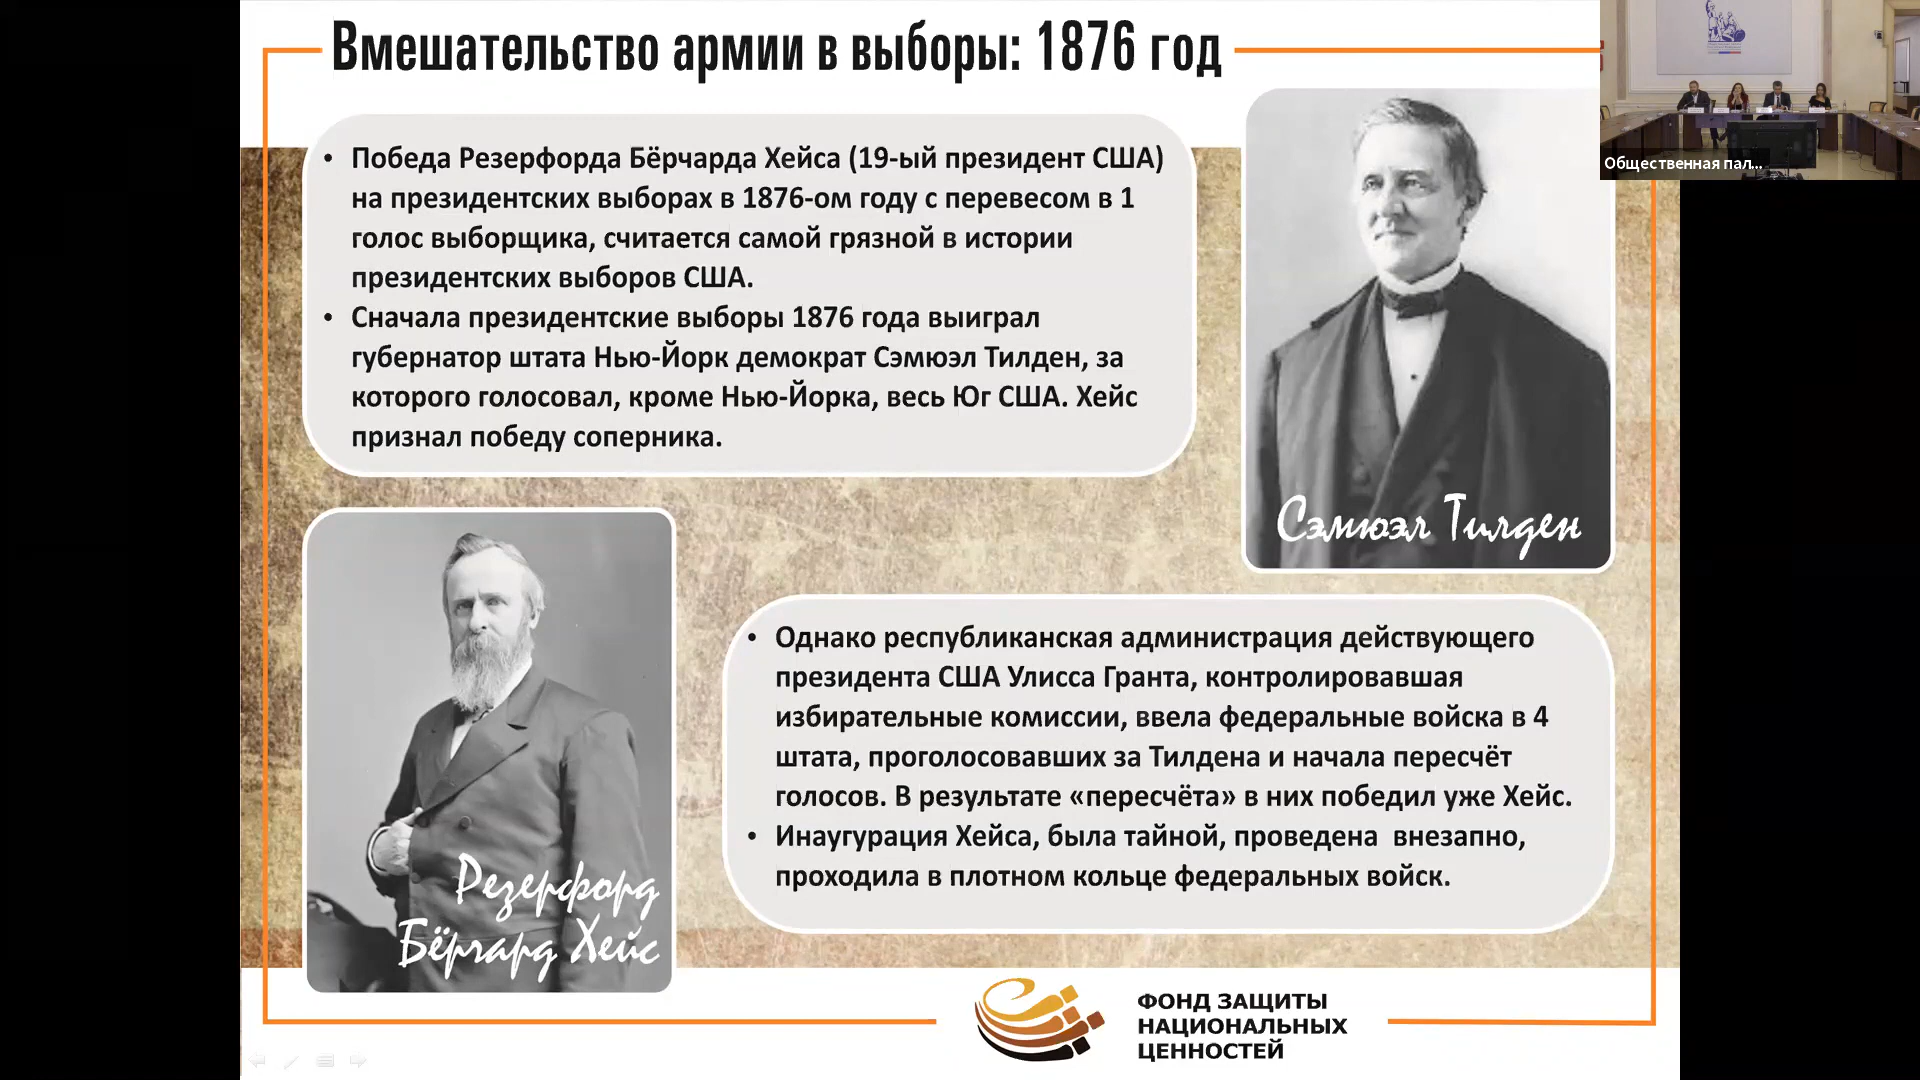 Вмешательство армии в выборы: 1876 год
Общественная пал...
• Победа Резерфорда Бёрчарда Хейса (19-ый президент США)
на президентских выборах в 1876-ом году с перевесом в 1
голос выборщика, считается самой грязной в истории
президентских выборов США.
• Сначала президентские выборы 1876 года выиграл
губернатор штата Нью-Йорк демократ Сэмюэл Тилден, за
которого голосовал, кроме Нью-Йорка, весь Юг США. Хейс
признал победу соперника.
Сэмюэл Тилден
Резерфорд
Бёрчард Хейс
• Однако республиканская администрация действующего
президента США Улисса Гранта, контролировавшая
избирательные комиссии, ввела федеральные войска в 4
штата, проголосовавших за Тилдена и начала пересчёт
голосов. В результате «пересчёта» в них победил уже Хейс.
• Инаугурация Хейса, была тайной, проведена внезапно,
проходила в плотном кольце федеральных войск.
ФОНД ЗАЩИТЫ
НАЦИОНАЛЬНЫХ
ЦЕННОСТЕЙ